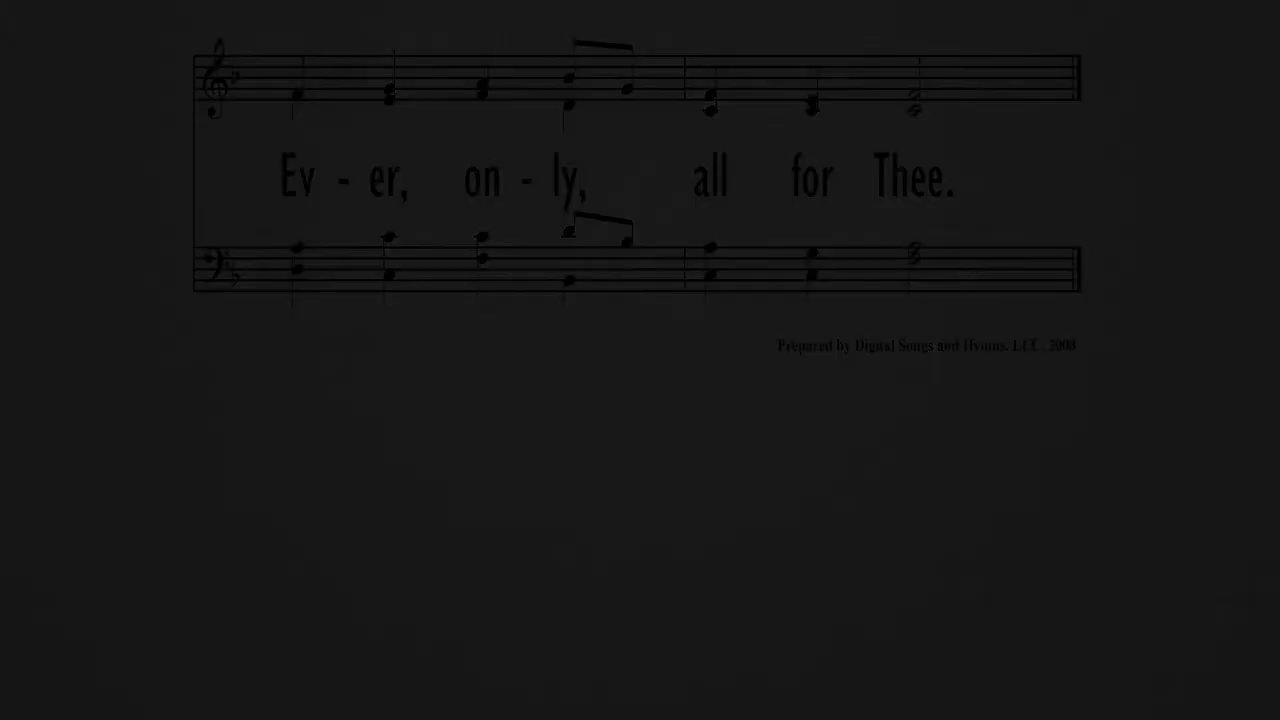 Ev - er, on - ly, all for Thee.
Prepared by Digital Songs and Hymns, LLC, 2008